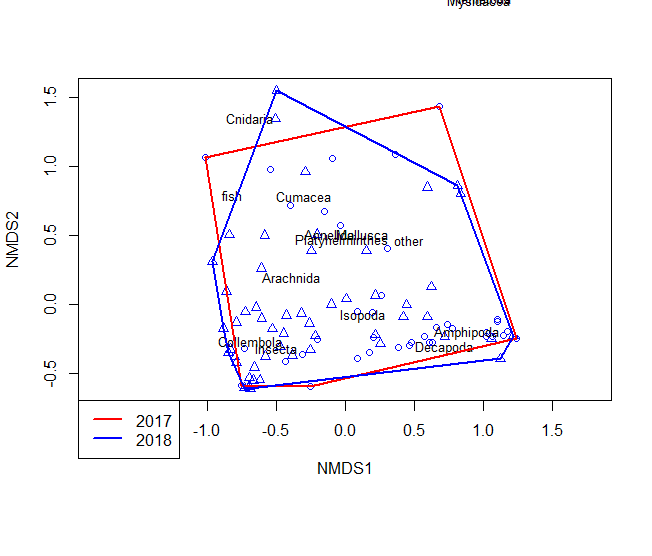 Mysidacea
1.5
1.0
0.5
0.0
-0.5
NMDS2
Cnidaria
fish
Cumacea
Mollusca
Platyhelminthes
other
Arachnida
Isopoda
Amphipoda
Collembola
Insecta
Decapoda
-1.0
-0.5
0.0
0.5
1.0
1.5
NMDS1
2017
2018